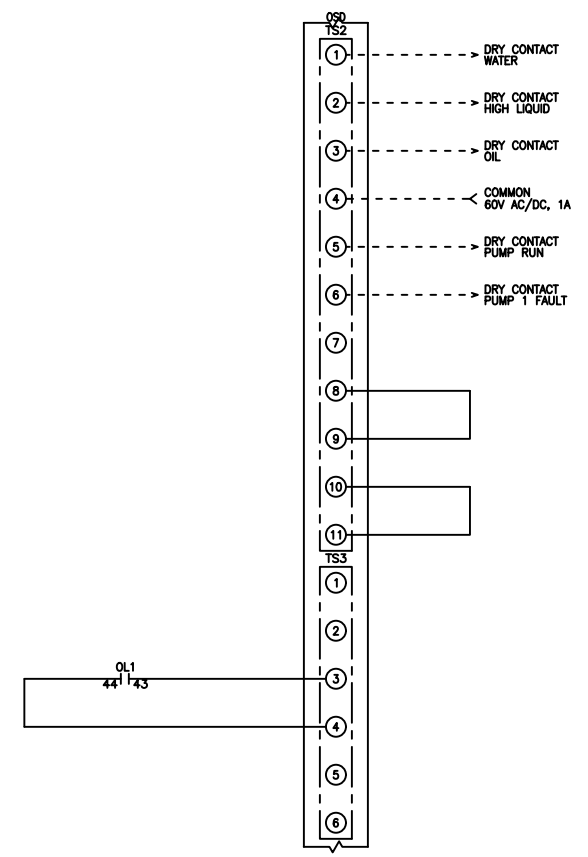 OSD
TS2
1
DRY CONTACT
WATER
2
DRY CONTACT
HIGH LIQUID
3
DRY CONTACT
OIL
4
COMMON
60V AC/DC, 1A
5
DRY CONTACT
PUMP RUN
6
DRY CONTACT
PUMP 1 FAULT
7
8
9
10
11
TS3
1
2
OL1
44 43
3
4
5
6